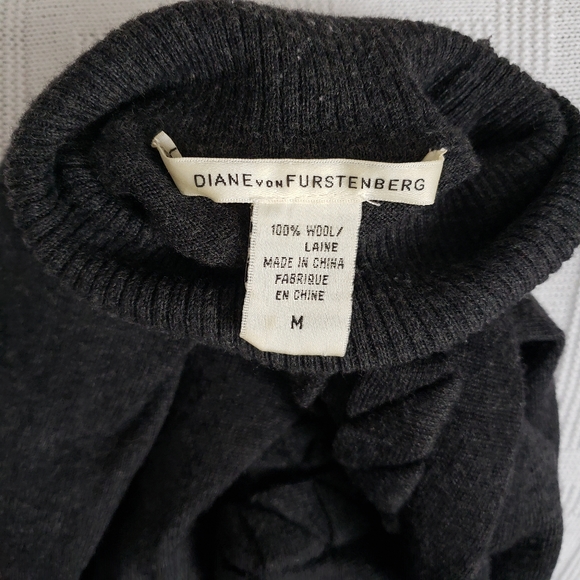 DIANE VON FURSTENBERG
100% WOOL/
LAINE
MADE IN CHINA
FABRIQUE
EN CHINE
M